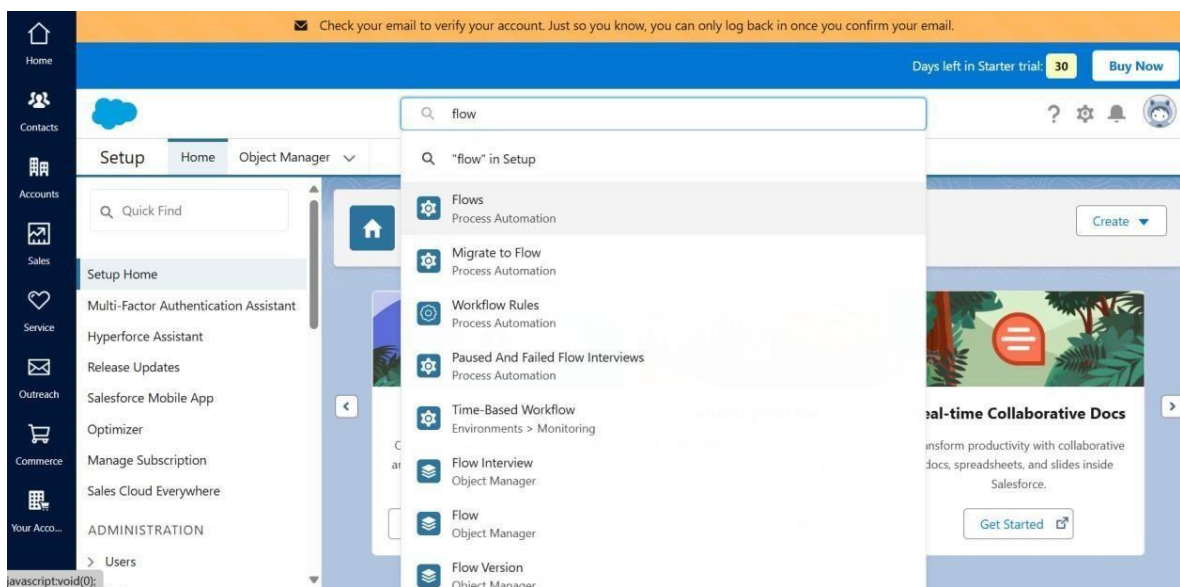 Check your email to verify your account. Just so you know, you can only log back in once you confirm your email.
Home
Days left in Starter trial: 30
Buy Now
Contacts
flow
Setup
Home
Object Manager
"flow" in Setup
Accounts
Quick Find
Flows
Process Automation
Create
Sales
Setup Home
Migrate to Flow
Process Automation
Multi-Factor Authentication Assistant
Workflow Rules
Process Automation
Service
Hyperforce Assistant
Release Updates
Paused And Failed Flow Interviews
Process Automation
Outreach
Salesforce Mobile App
Time-Based Workflow
Environments > Monitoring
eal-time Collaborative Docs
Optimizer
Commerce
Manage Subscription
Flow Interview
Object Manager
ansform productivity with collaborative
docs, spreadsheets, and slides inside
Salesforce.
Sales Cloud Everywhere
Your Acco...
ADMINISTRATION
Flow
Object Manager
Get Started
Users
Flow Version
Object Manager
javascript:void(0);